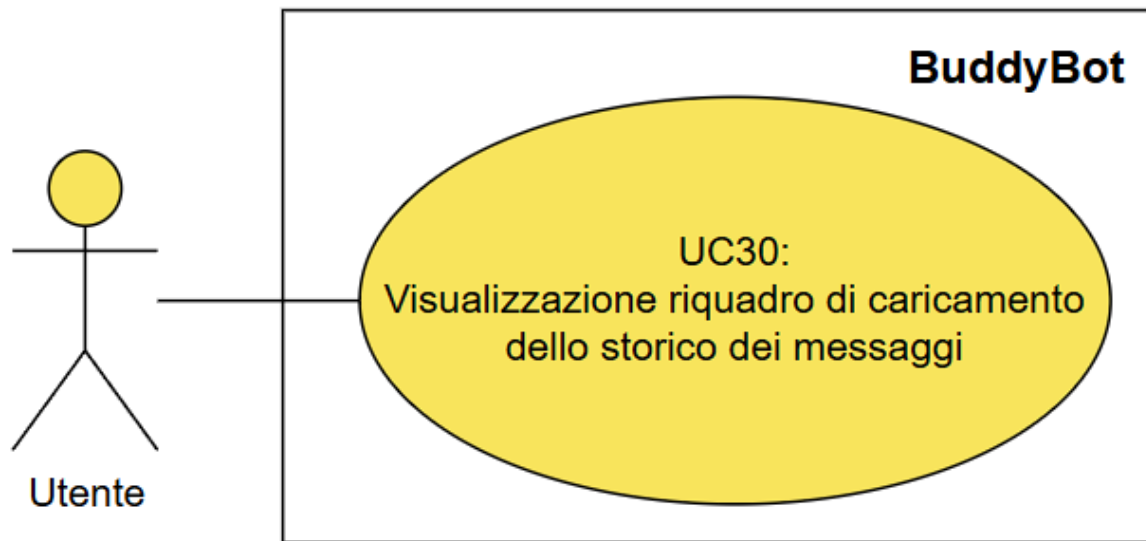 BuddyBot
UC30:
Visualizzazione riquadro di caricamento
dello storico dei messaggi
Utente